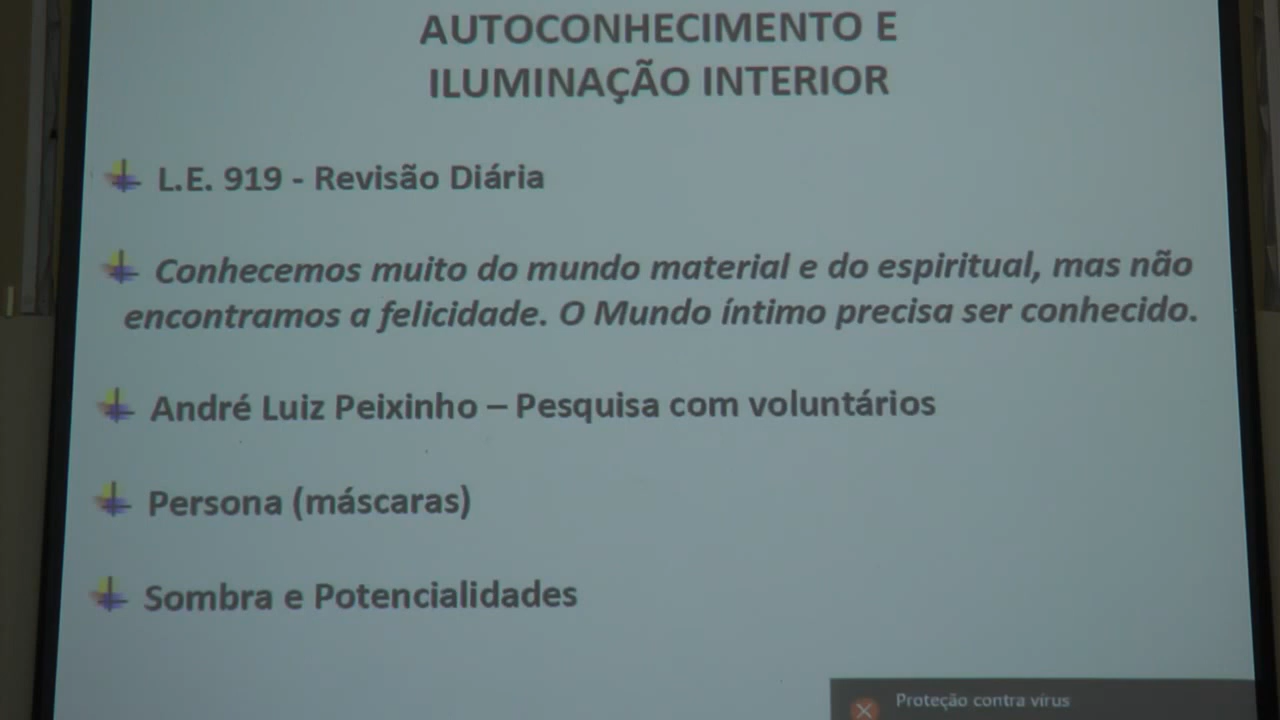 AUTOCONHECIMENTO E
ILUMINAÇÃO INTERIOR
L.E. 919 - Revisão Diária
Conhecemos muito do mundo material e do espiritual, mas não
encontramos a felicidade. O Mundo íntimo precisa ser conhecido.
André Luiz Peixinho – Pesquisa com voluntários
Persona (máscaras)
Sombra e Potencialidades
Proteção contra vírus